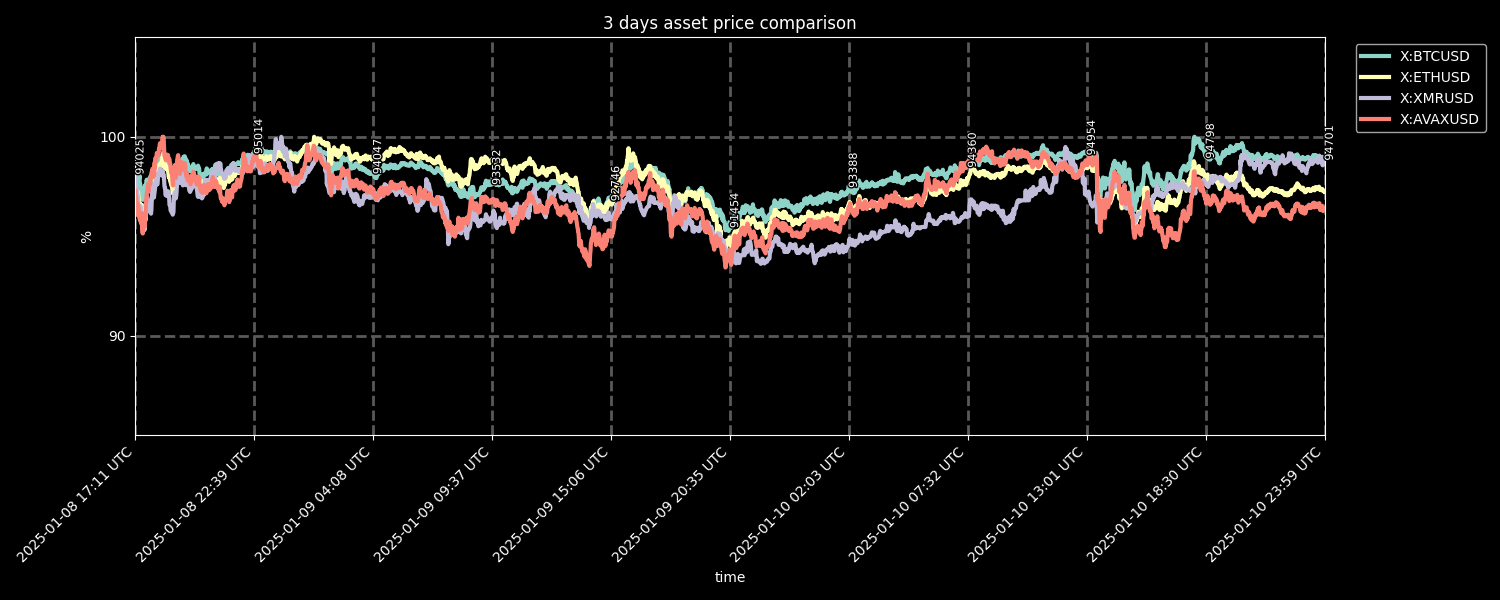 3 days asset price comparison
X:BTCUSD
X:ETHUSD
X:XMRUSD
X:AVAXUSD
100
90
%
94025
95014
94047
93532
92746
91454
93388
94360
94954
94798
94701
2025-01-08 17:11 UTC
2025-01-08 22:39 UTC
2025-01-09 04:08 UTC
2025-01-09 09:37 UTC
2025-01-09 15:06 UTC
2025-01-09 20:35 UTC
2025-01-10 02:03 UTC
2025-01-10 07:32 UTC
2025-01-10 13:01 UTC
2025-01-10 18:30 UTC
2025-01-10 23:59 UTC
time